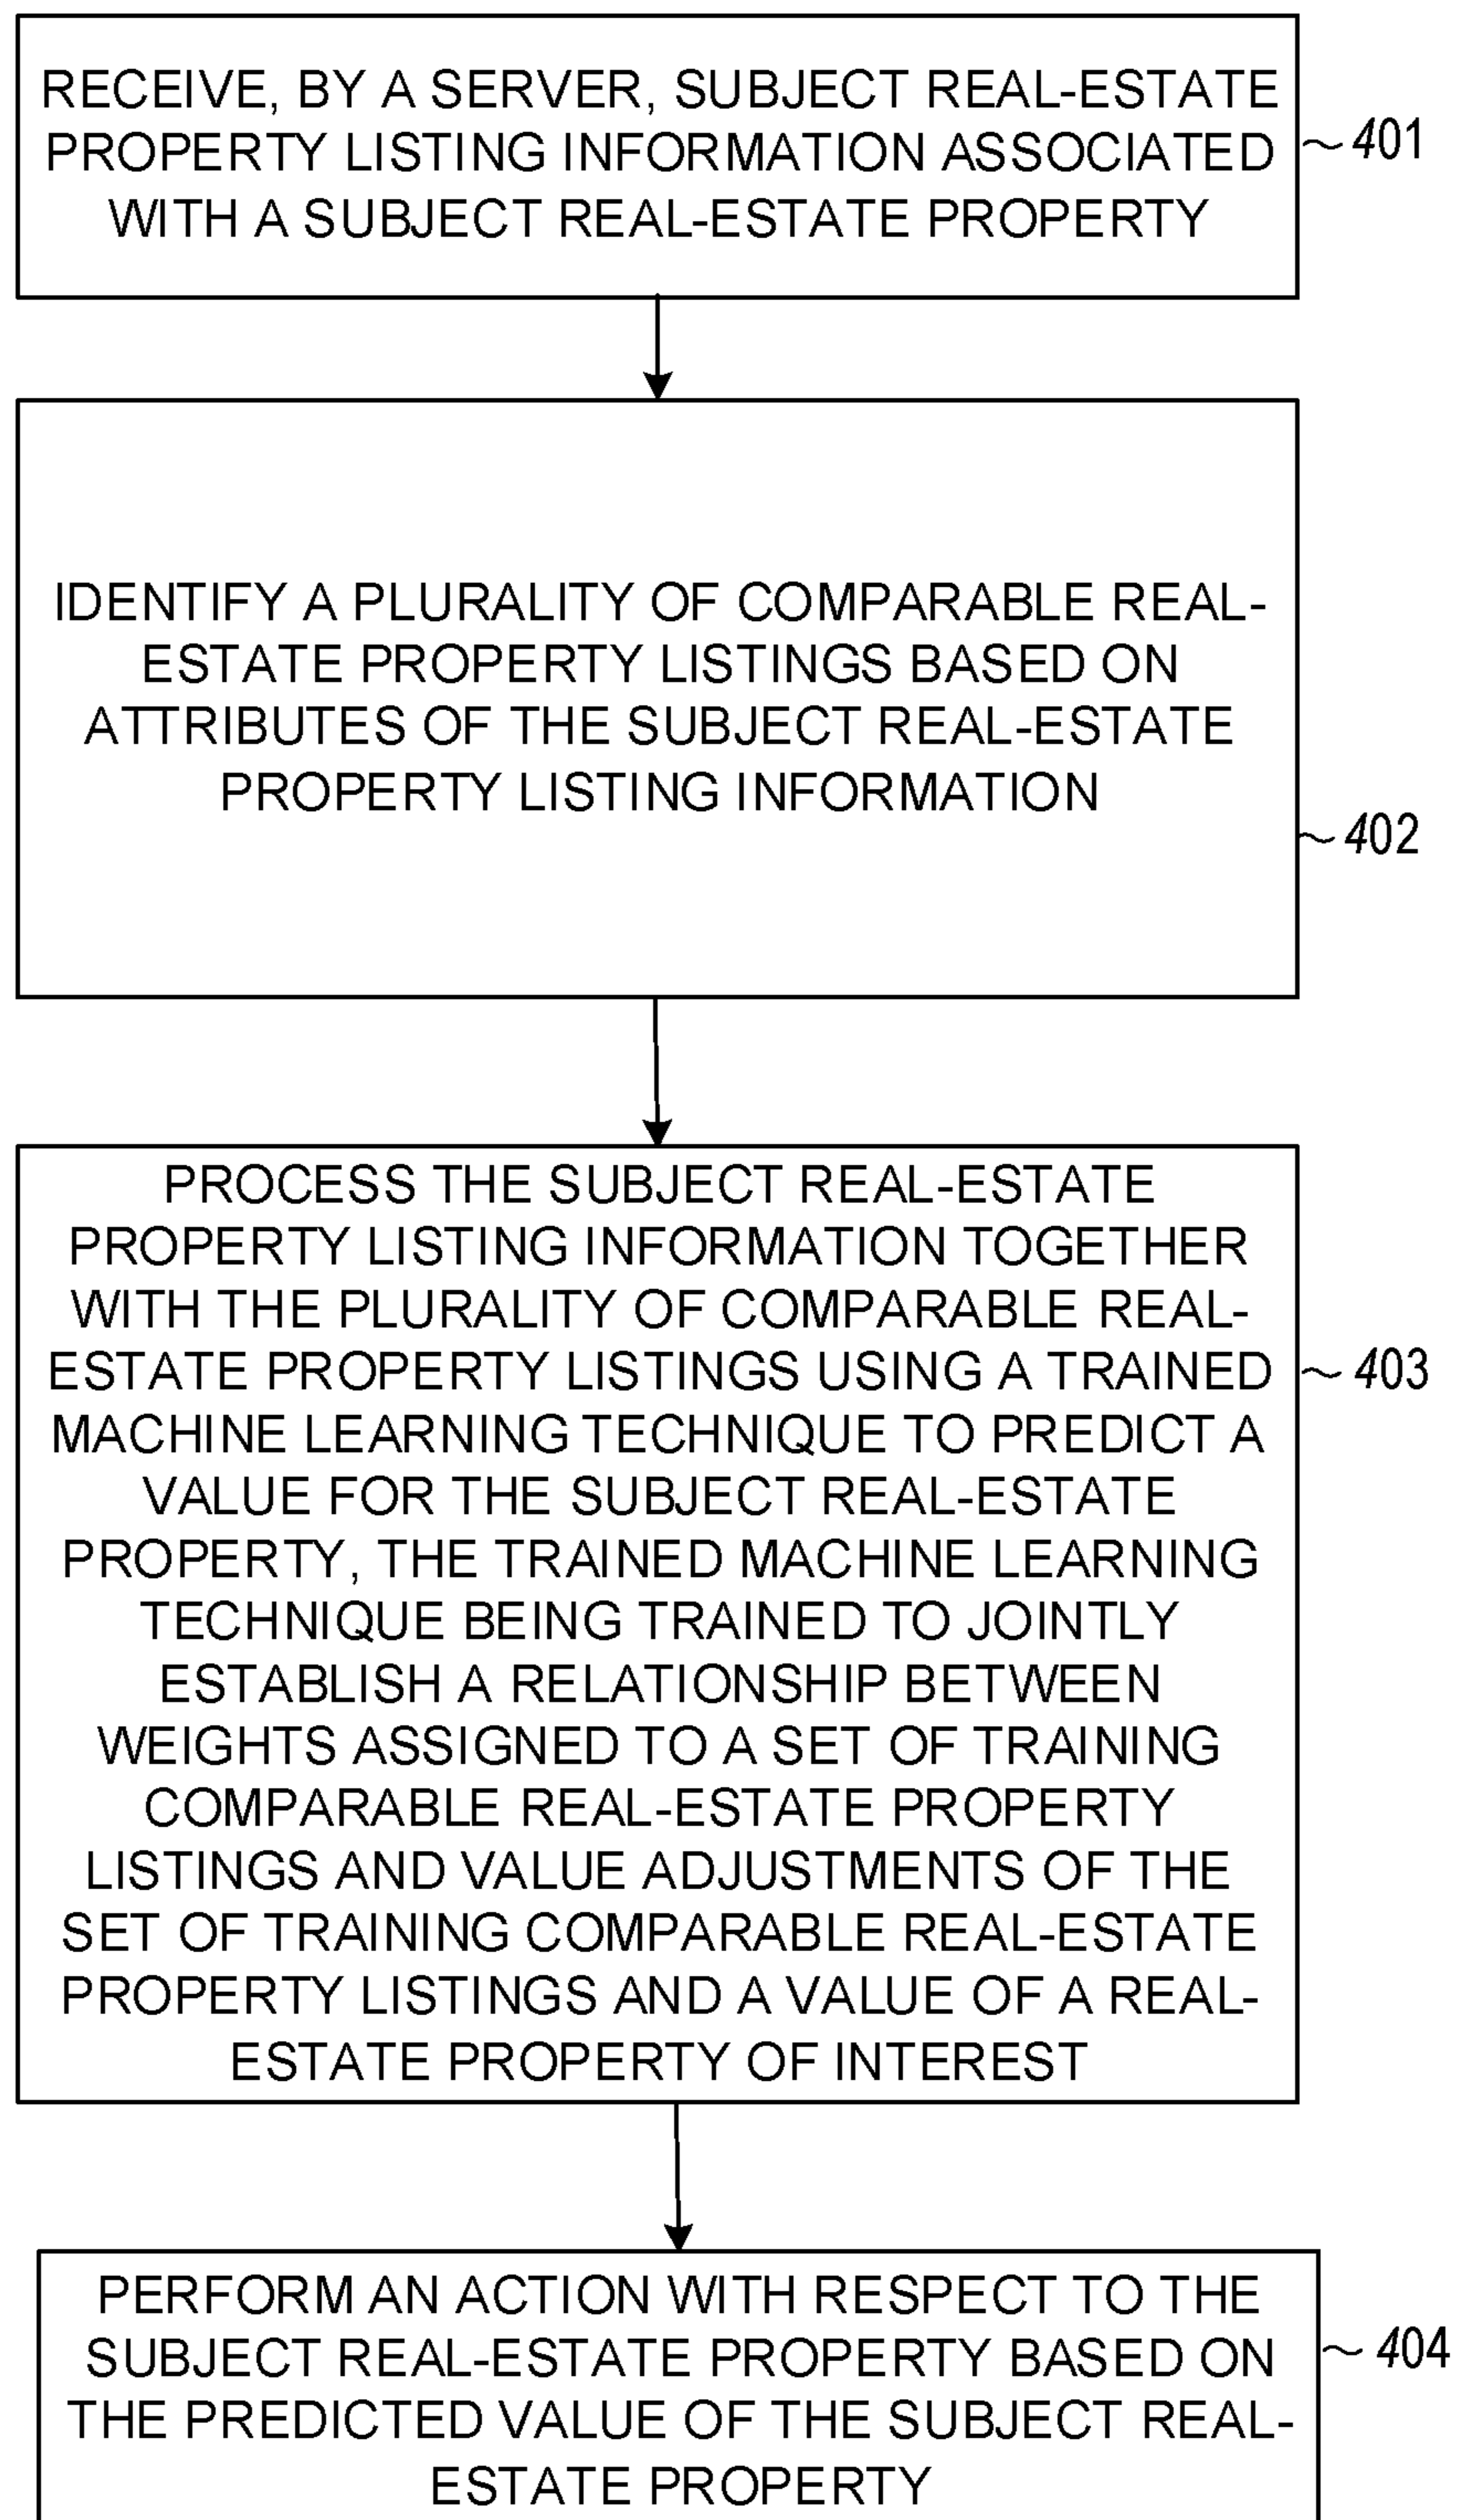 RECEIVE, BY A SERVER, SUBJECT REAL-ESTATE
PROPERTY LISTING INFORMATION ASSOCIATED
WITH A SUBJECT REAL-ESTATE PROPERTY
401
IDENTIFY A PLURALITY OF COMPARABLE REAL-
ESTATE PROPERTY LISTINGS BASED ON
ATTRIBUTES OF THE SUBJECT REAL-ESTATE
PROPERTY LISTING INFORMATION
402
PROCESS THE SUBJECT REAL-ESTATE
PROPERTY LISTING INFORMATION TOGETHER
WITH THE PLURALITY OF COMPARABLE REAL-
ESTATE PROPERTY LISTINGS USING A TRAINED
MACHINE LEARNING TECHNIQUE TO PREDICT A
VALUE FOR THE SUBJECT REAL-ESTATE
PROPERTY, THE TRAINED MACHINE LEARNING
TECHNIQUE BEING TRAINED TO JOINTLY
ESTABLISH A RELATIONSHIP BETWEEN
WEIGHTS ASSIGNED TO A SET OF TRAINING
COMPARABLE REAL-ESTATE PROPERTY
LISTINGS AND VALUE ADJUSTMENTS OF THE
SET OF TRAINING COMPARABLE REAL-ESTATE
PROPERTY LISTINGS AND A VALUE OF A REAL-
ESTATE PROPERTY OF INTEREST
403
PERFORM AN ACTION WITH RESPECT TO THE
SUBJECT REAL-ESTATE PROPERTY BASED ON
THE PREDICTED VALUE OF THE SUBJECT REAL-
ESTATE PROPERTY
404